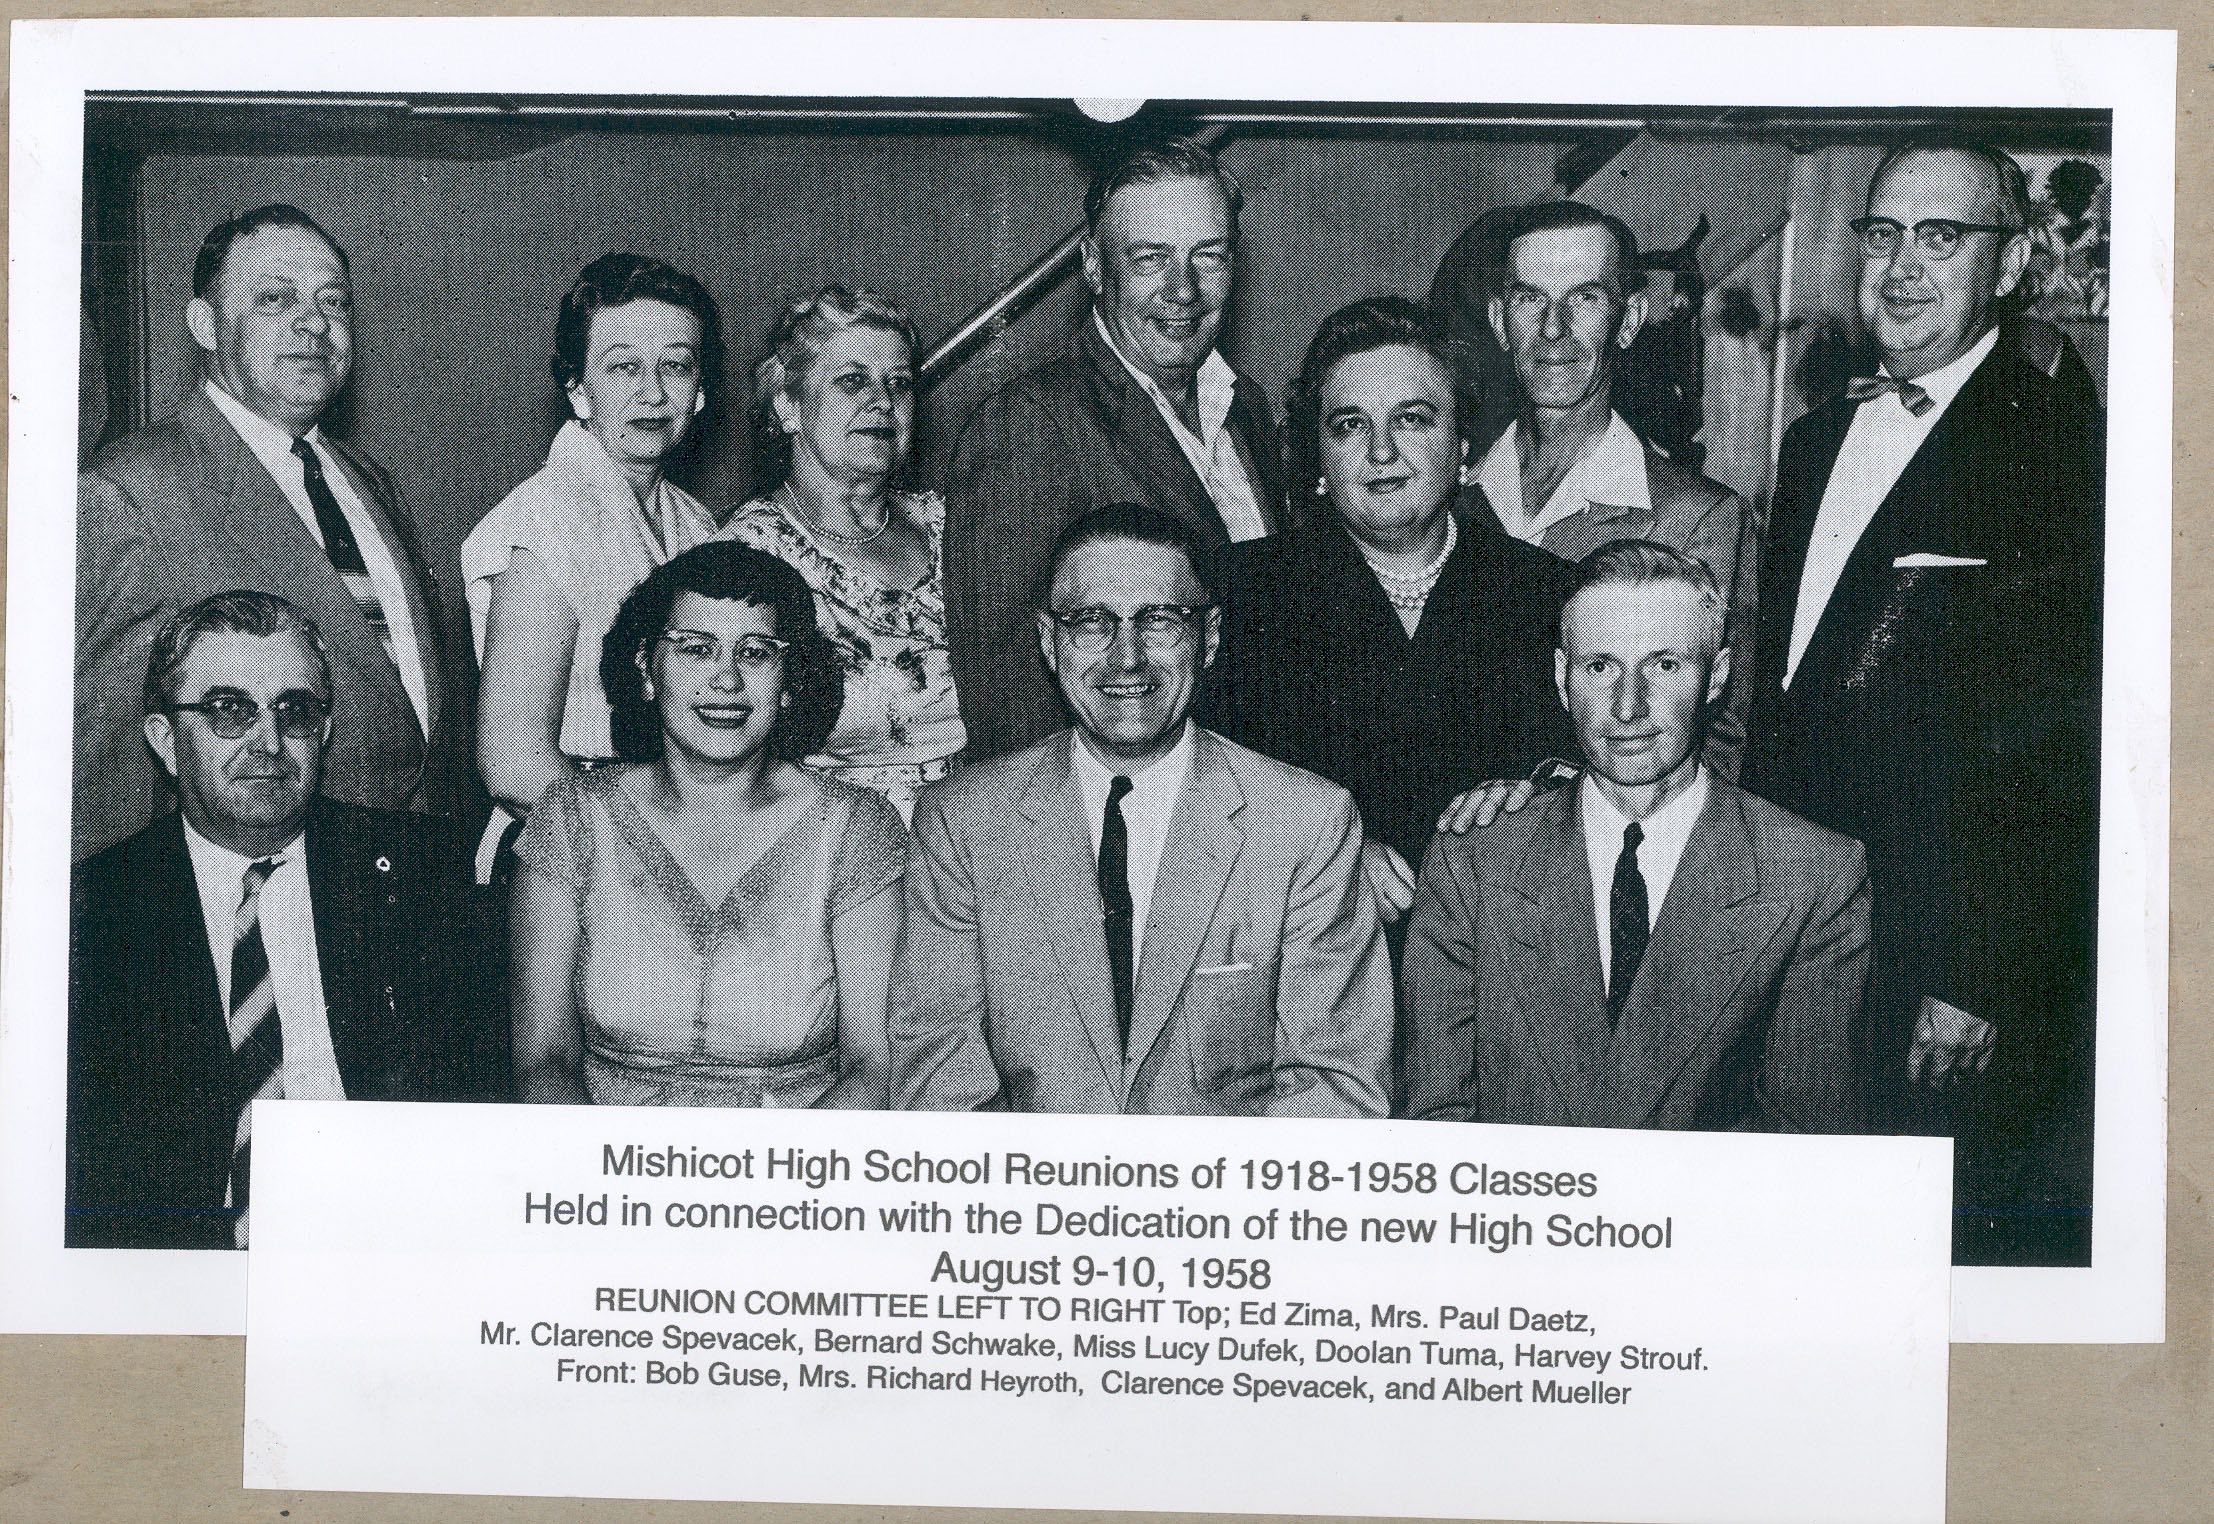 Mishicot High School Reunions of 1918-1958 Classes
Held in connection with the Dedication of the new High School
August 9-10, 1958
REUNION COMMITTEE LEFT TO RIGHT Top; Ed Zima, Mrs. Paul Daetz,
Mr. Clarence Spevacek, Bernard Schwake, Miss Lucy Dufek, Doolan Tuma, Harvey Strouf.
Front: Bob Guse, Mrs. Richard Heyroth, Clarence Spevacek, and Albert Mueller